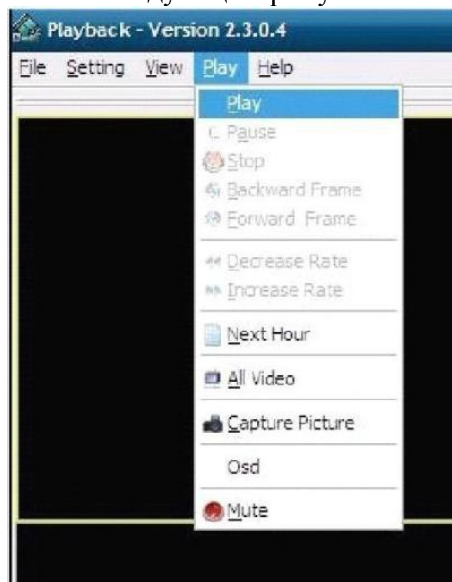 Playback - Version 2.3.0.4
File Setting View Play Help
Play
Pause
Stop
Backward Frame
Forward Frame
Decrease Rate
Increase Rate
Next Hour
All Video
Capture Picture
Osd
Mute